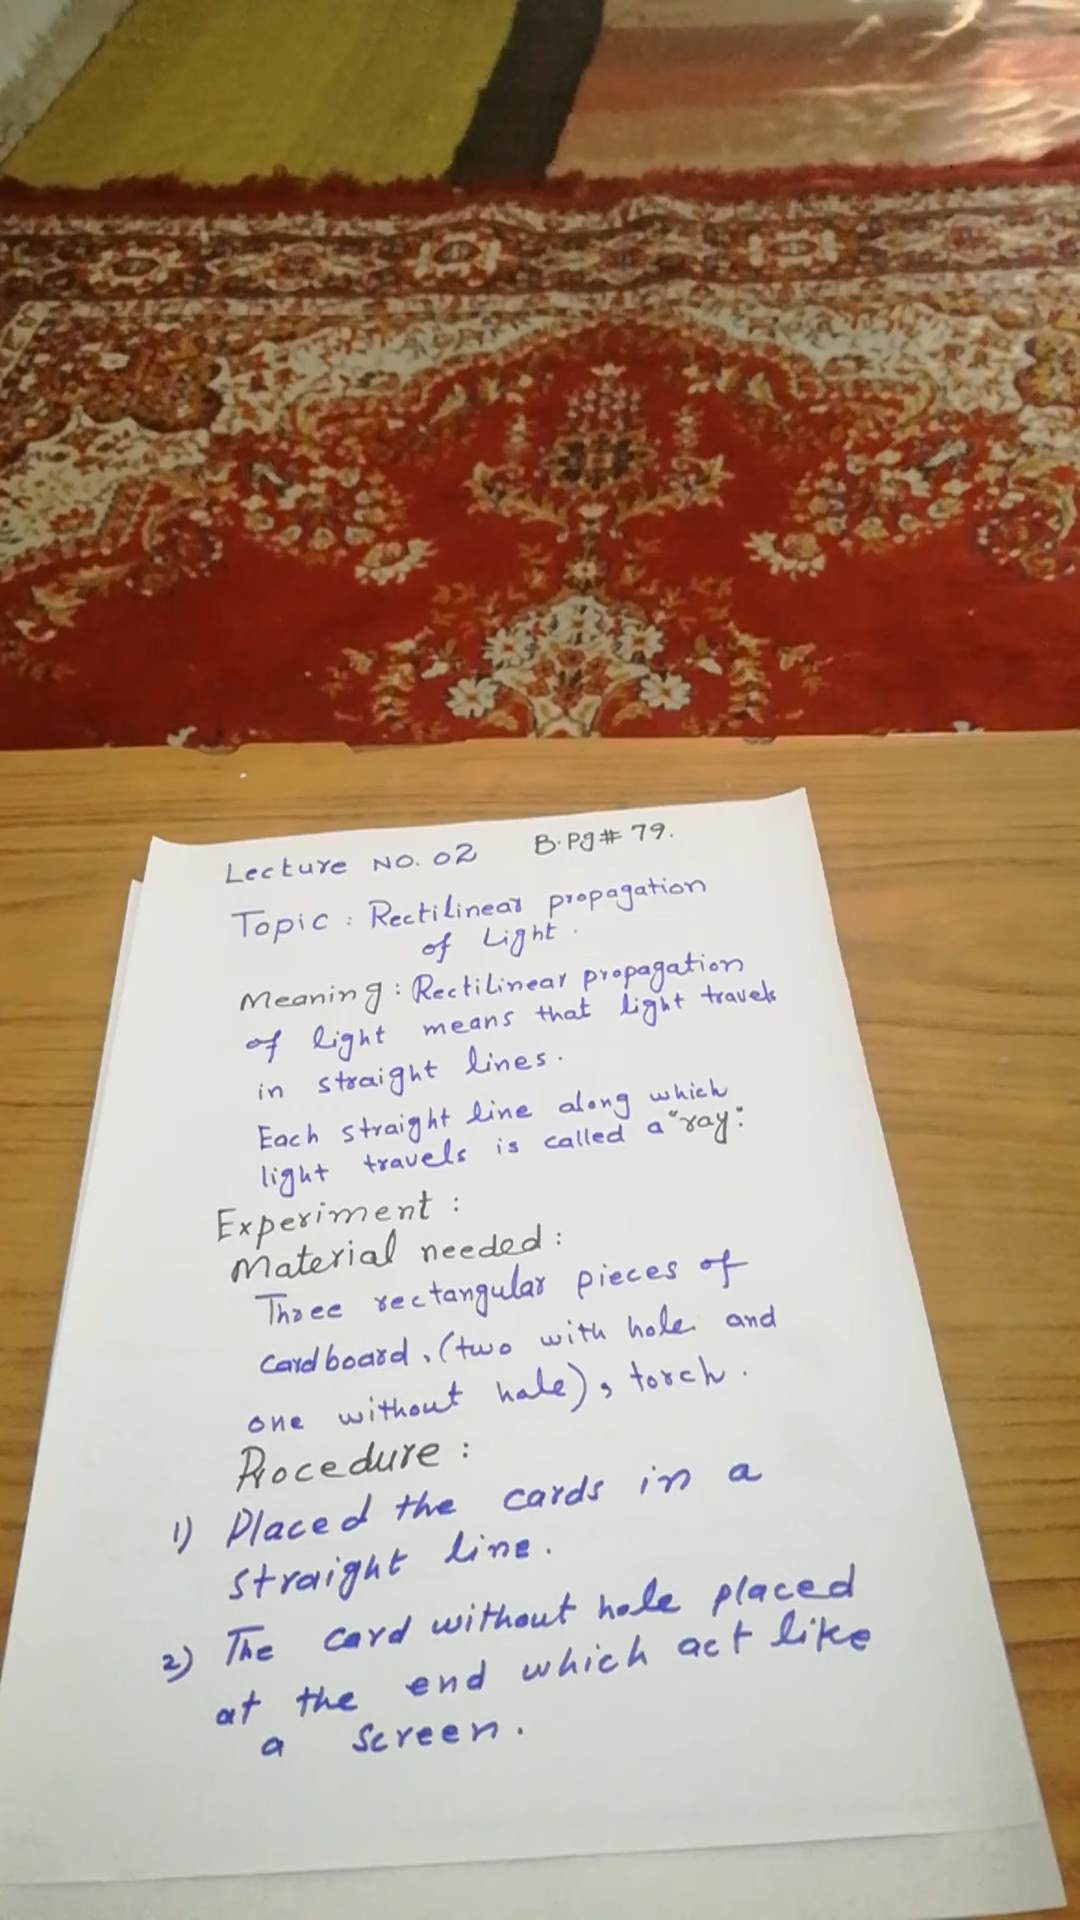 Lecture NO. 02 B.Pg# 79.
Topic: Rectilinear propagation
of Light.
Meaning: Rectilinear propagation
of light means that light travels
in straight lines.
Each straight line along which
light travels is called a "ray".
Experiment:
Material needed:
Three rectangular pieces of
cardboard, (two with hole and
one without hole), torch.
Procedure:
1) Placed the cards in a
straight line.
2) The card without hole placed
at the end which act like
a screen.